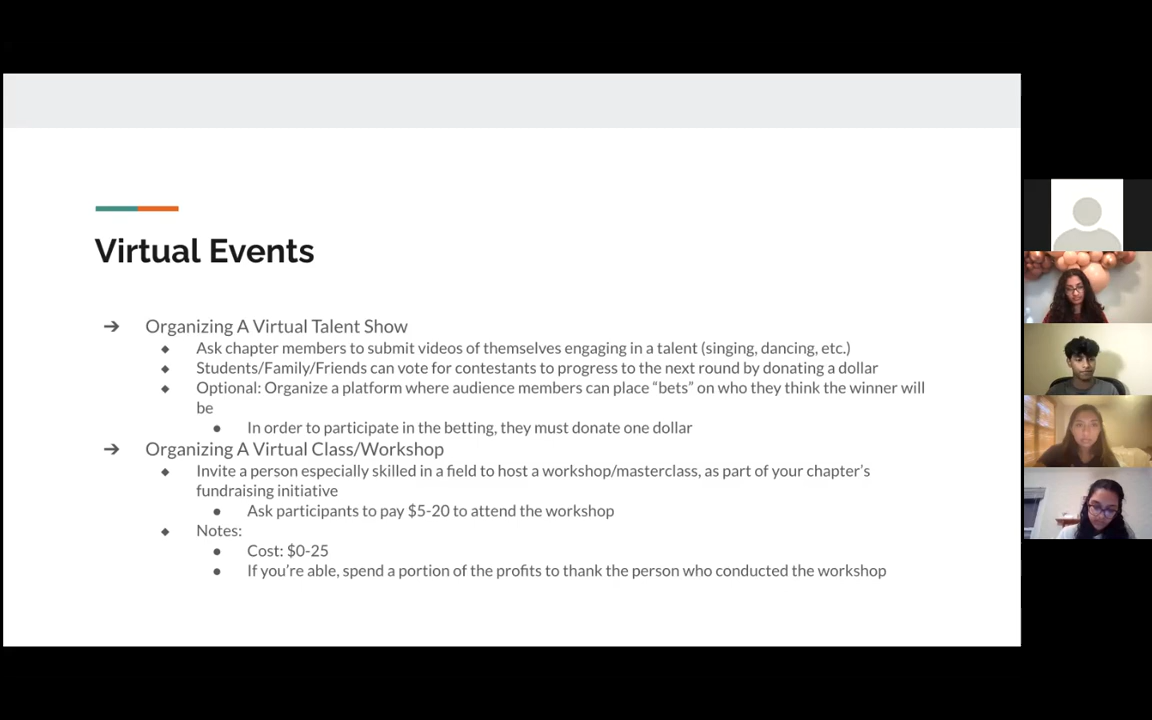 Virtual Events
➔ Organizing A Virtual Talent Show
◆ Ask chapter members to submit videos of themselves engaging in a talent (singing, dancing, etc.)
◆ Students/Family/Friends can vote for contestants to progress to the next round by donating a dollar
◆ Optional: Organize a platform where audience members can place “bets” on who they think the winner will
be
● In order to participate in the betting, they must donate one dollar
➔ Organizing A Virtual Class/Workshop
◆ Invite a person especially skilled in a field to host a workshop/masterclass, as part of your chapter’s
fundraising initiative
● Ask participants to pay $5-20 to attend the workshop
◆ Notes:
● Cost: $0-25
● If you’re able, spend a portion of the profits to thank the person who conducted the workshop